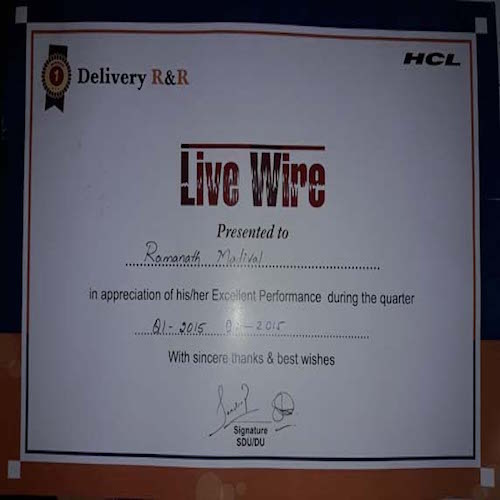 1 Delivery R&R
HCL
Live Wire
Presented to
Ramanath Malival
in appreciation of his/her Excellent Performance during the quarter
Q1-2015 -2015
With sincere thanks & best wishes
Signature
SDU/DU